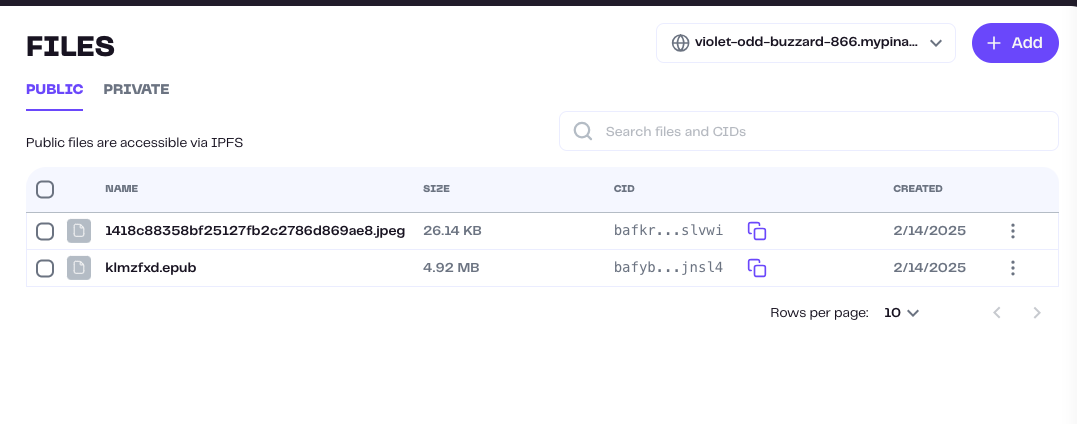 FILES
violet-odd-buzzard-866.mypina...
Add
PUBLIC PRIVATE
Public files are accessible via IPFS
Search files and CIDs
NAME SIZE CID CREATED
1418c88358bf25127fb2c2786d869ae8.jpeg 26.14 KB bafkr...slvwi 2/14/2025
klmzfxd.epub 4.92 MB bafyb...jnsl4 2/14/2025
Rows per page: 10